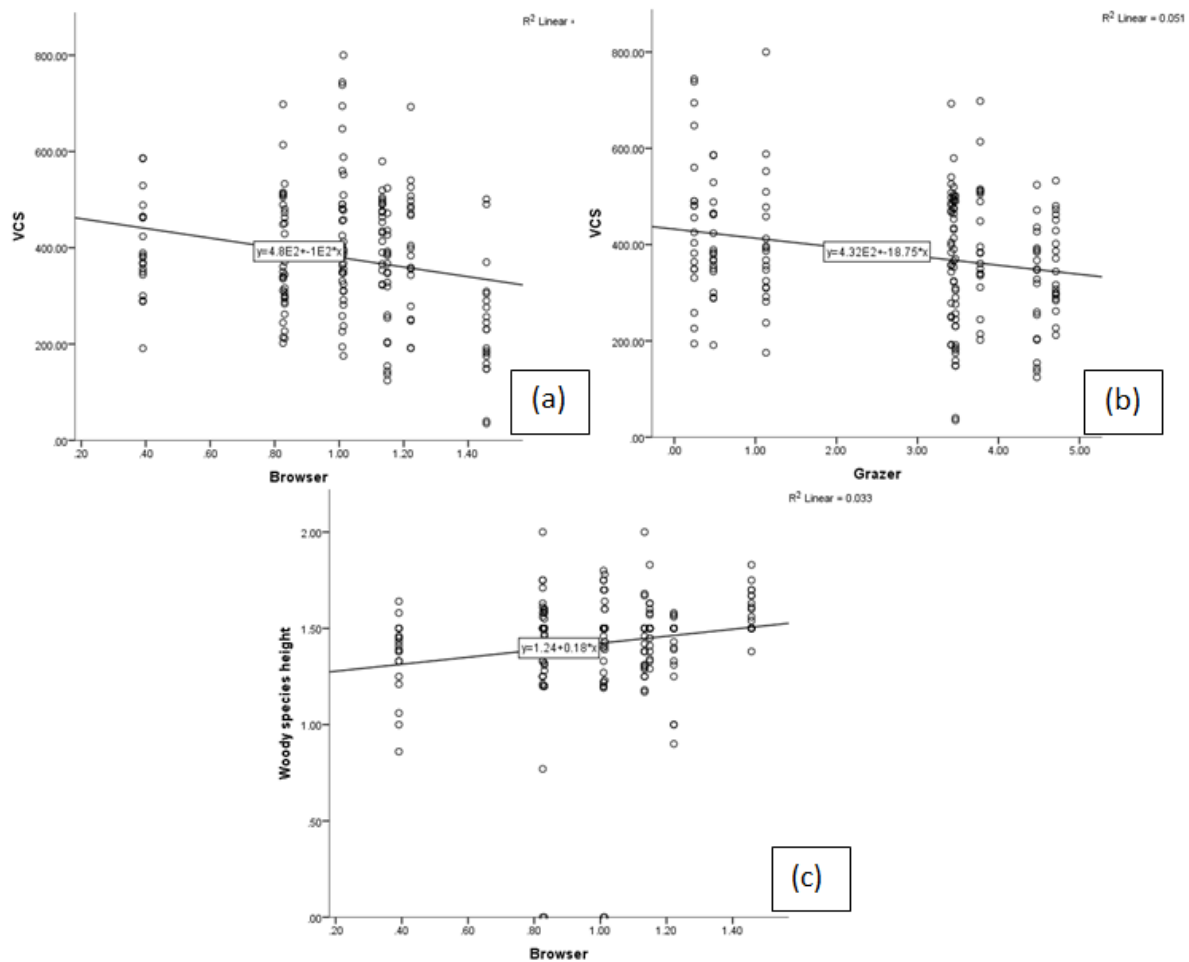 R2 Linear
800.00
600.00
400.00
200.00
.00
VCS
y=4.8E2+-1E2*x
(a)
.20 .40 .60 .80 1.00 1.20 1.40
Browser
R2 Linear = 0.051
800.00
600.00
400.00
200.00
.00
VCS
y=4.32E2+-18.75*x
(b)
.00 1.00 2.00 3.00 4.00 5.00
Grazer
R2 Linear = 0.033
2.00
1.50
1.00
.50
.00
Woody species height
y=1.24+0.18*x
(c)
.20 .40 .60 .80 1.00 1.20 1.40
Browser